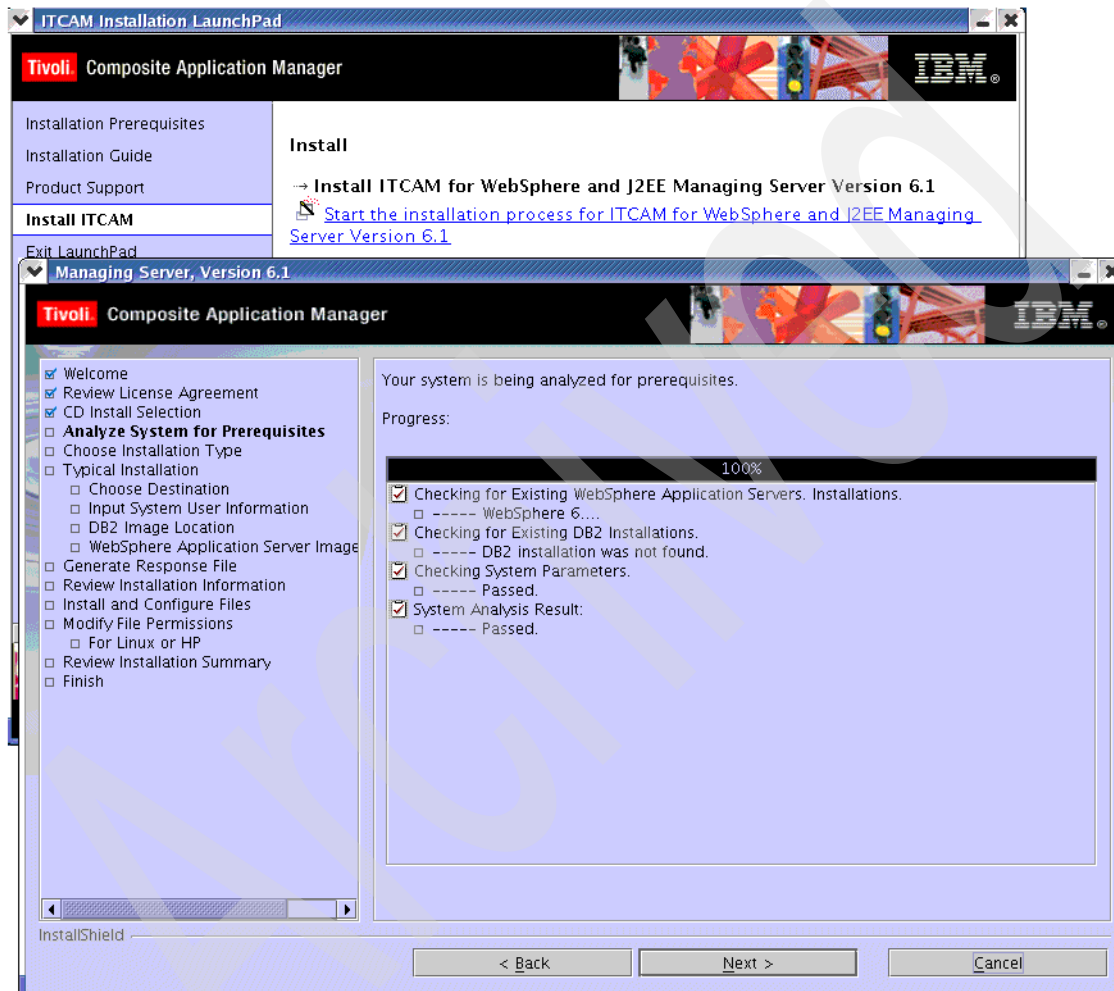 ITCAM Installation LaunchPad
Tivoli. Composite Application Manager
IBM®
Installation Prerequisites
Installation Guide
Product Support
Install ITCAM
Exit LaunchPad
Install
→ Install ITCAM for WebSphere and J2EE Managing Server Version 6.1
Start the installation process for ITCAM for WebSphere and J2EE Managing
Server Version 6.1
Managing Server, Version 6.1
Tivoli. Composite Application Manager
IBM®
Welcome
Review License Agreement
CD Install Selection
Analyze System for Prerequisites
Choose Installation Type
Typical Installation
Choose Destination
Input System User Information
DB2 Image Location
WebSphere Application Server Image
Generate Response File
Review Installation Information
Install and Configure Files
Modify File Permissions
For Linux or HP
Review Installation Summary
Finish
Your system is being analyzed for prerequisites.
Progress:
100%
Checking for Existing WebSphere Application Servers. Installations.
----- WebSphere 6....
Checking for Existing DB2 Installations.
----- DB2 installation was not found.
Checking System Parameters.
----- Passed.
System Analysis Result:
----- Passed.
InstallShield
< Back
Next >
Cancel
Archived